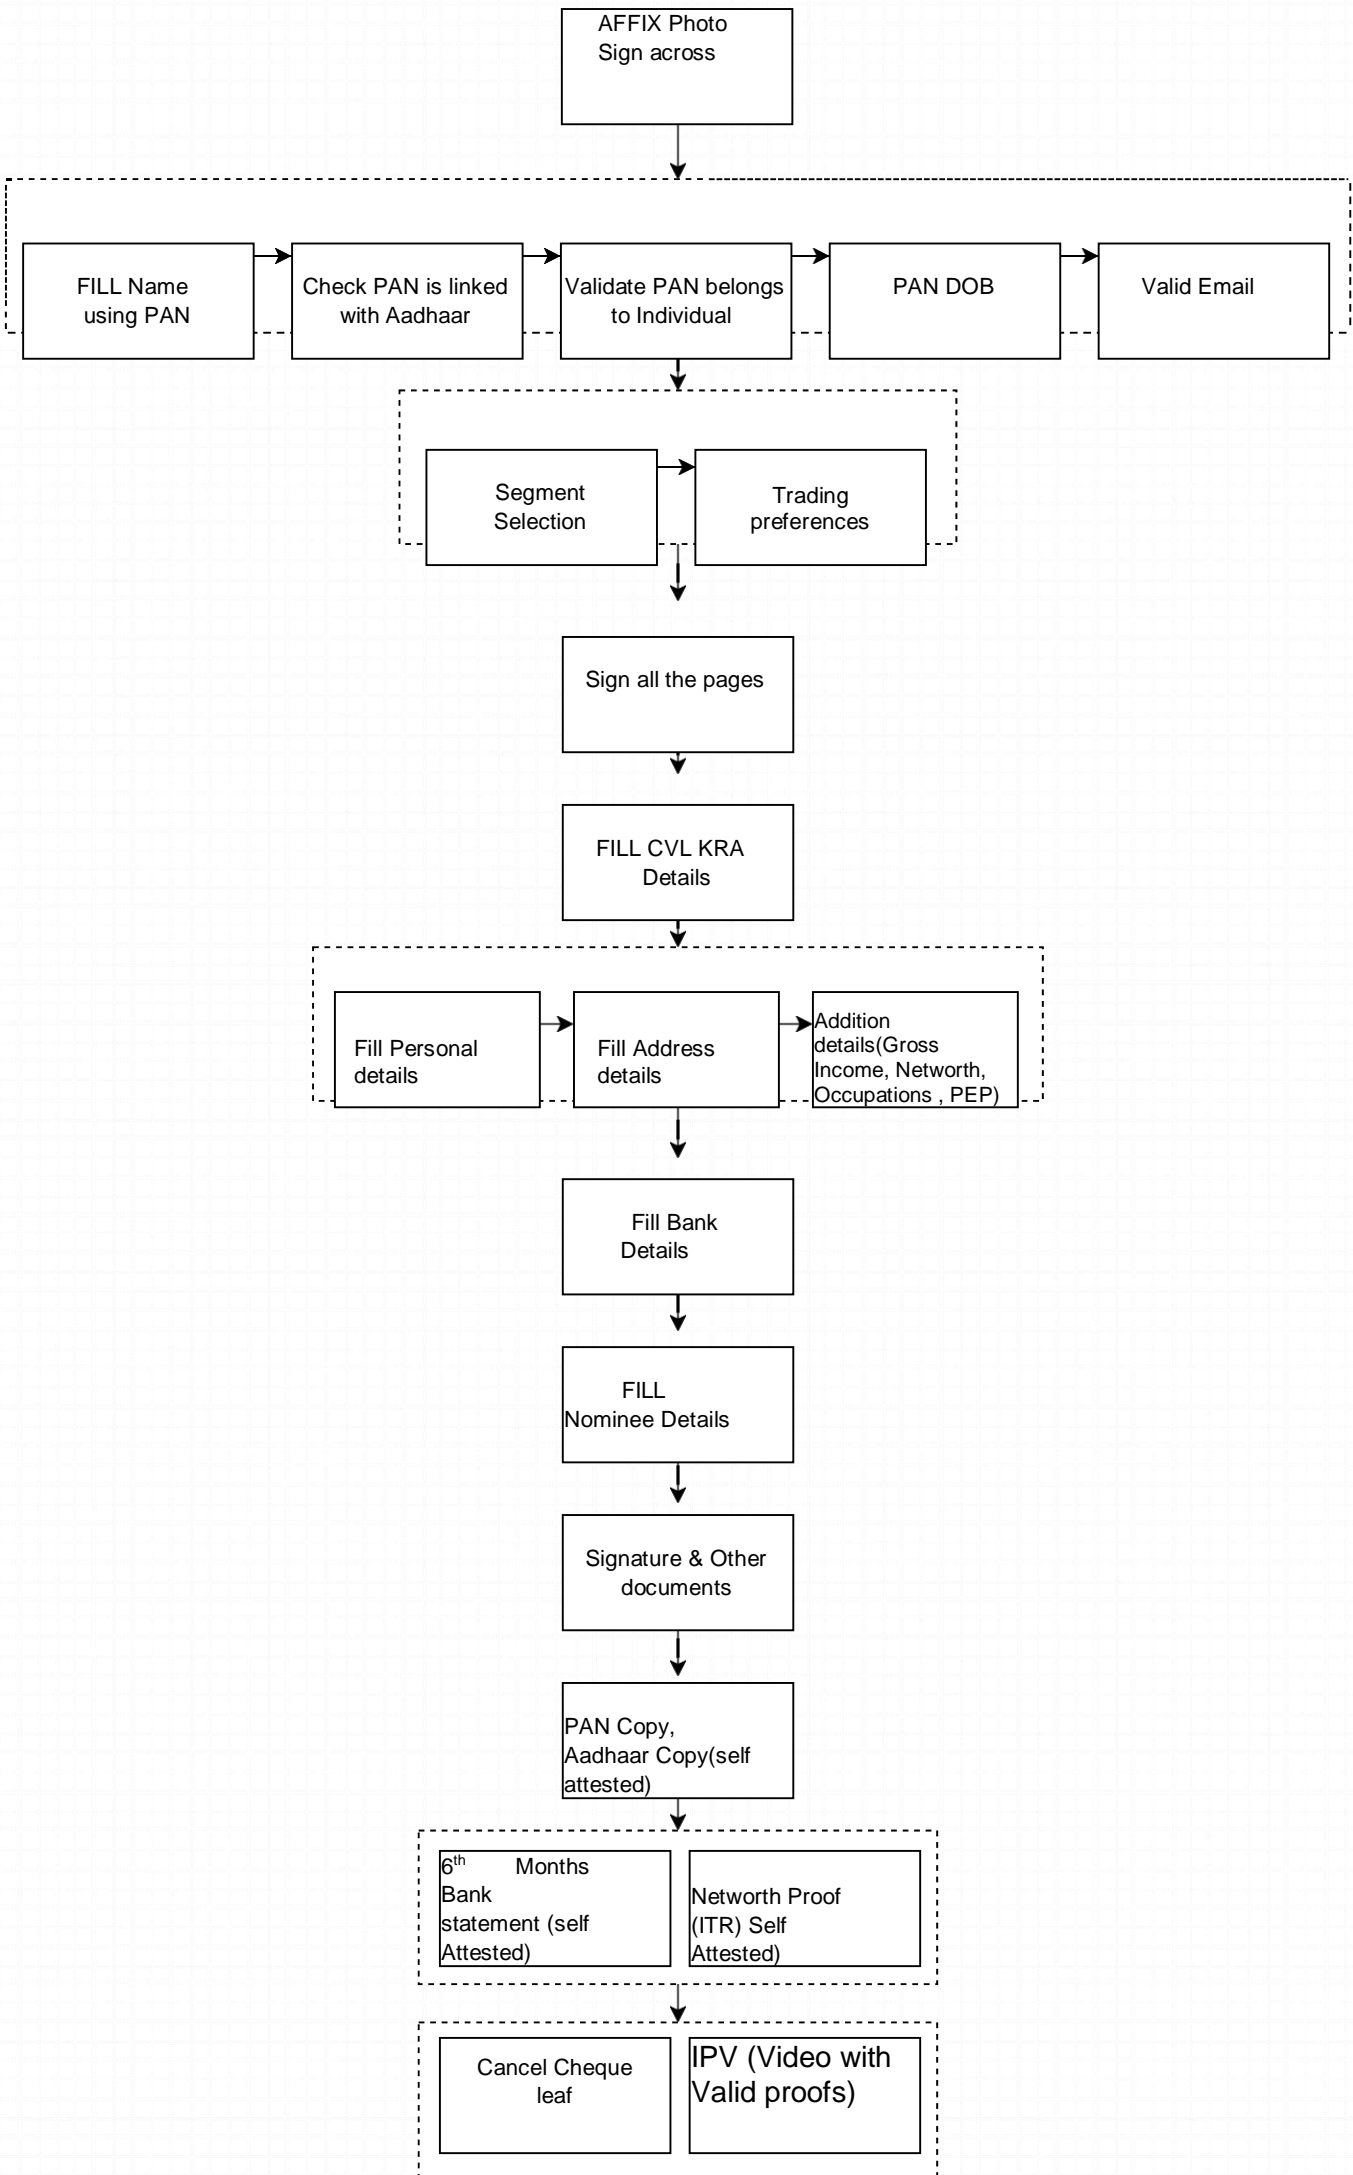 AFFIX Photo
Sign across
FILL Name
using PAN
Check PAN is linked
with Aadhaar
Validate PAN belongs
to Individual
PAN DOB
Valid Email
Segment
Selection
Trading
preferences
Sign all the pages
FILL CVL KRA
Details
Fill Personal
details
Fill Address
details
Addition
details(Gross
Income, Networth,
Occupations , PEP)
Fill Bank
Details
FILL
Nominee Details
Signature & Other
documents
PAN Copy,
Aadhaar Copy(self
attested)
6th Months
Bank
statement (self
Attested)
Networth Proof
(ITR) Self
Attested)
Cancel Cheque
leaf
IPV (Video with
Valid proofs)